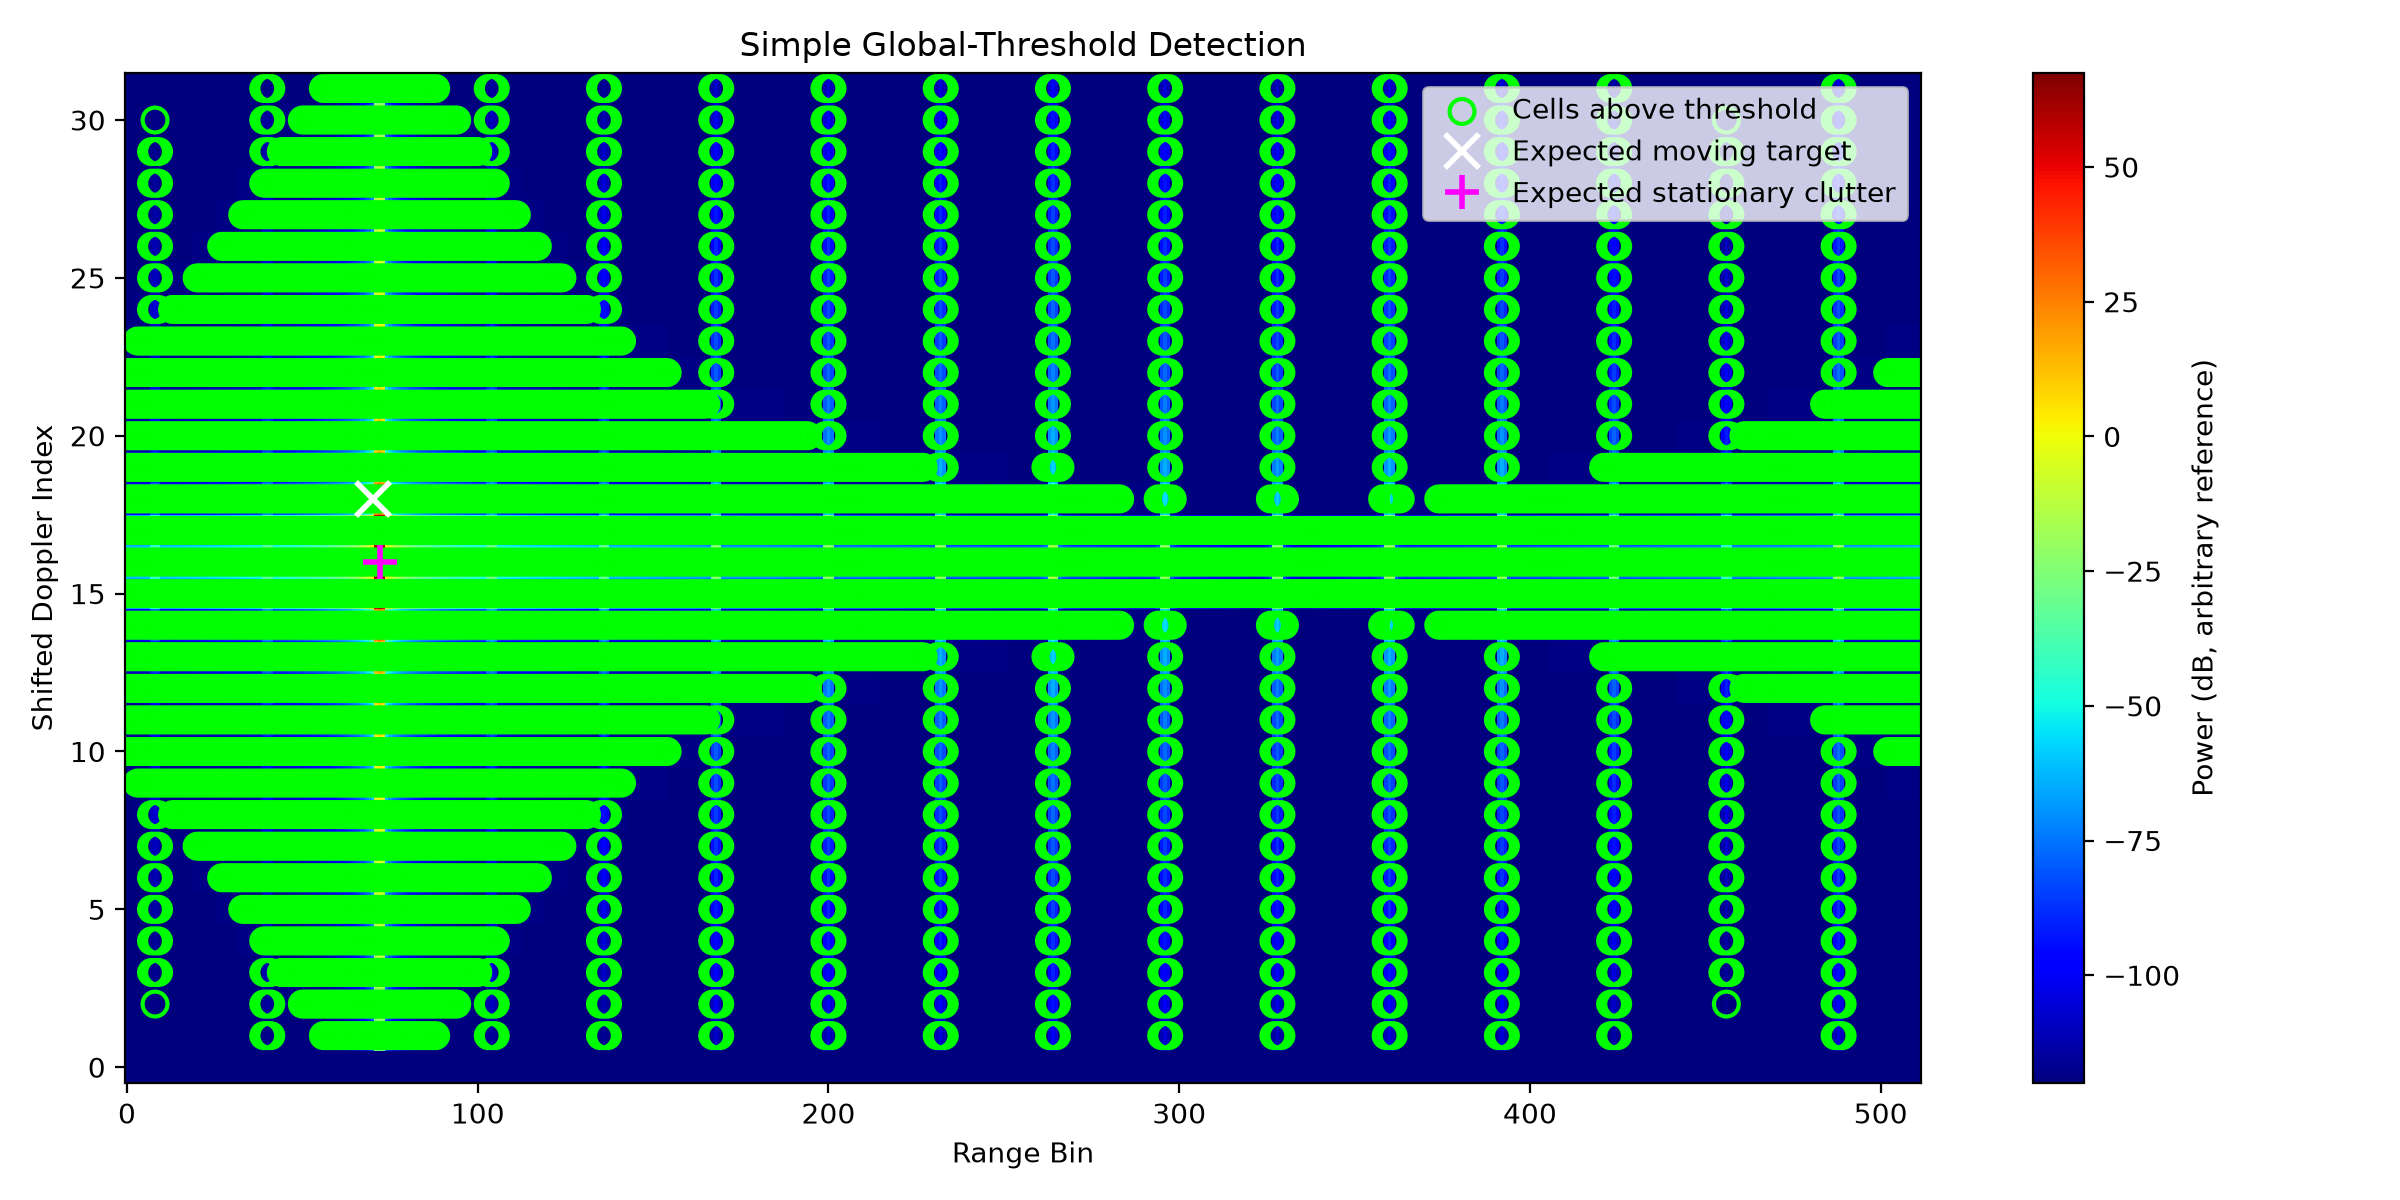 Simple Global-Threshold Detection
Cells above threshold
Expected moving target
Expected stationary clutter
30
25
20
15
10
5
0
Shifted Doppler Index
0 100 200 300 400 500
Range Bin
50
25
0
−25
−50
−75
−100
Power (dB, arbitrary reference)